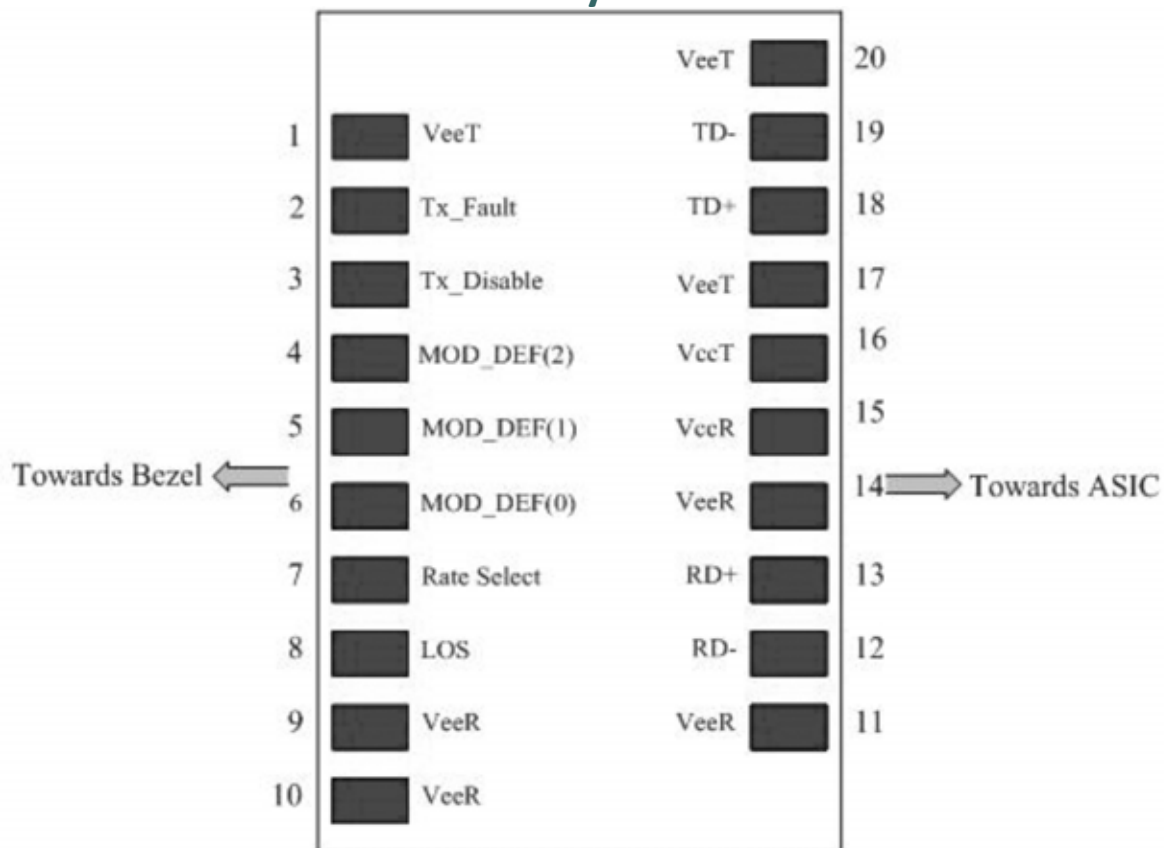 VeeT 20
1 VeeT TD- 19
2 Tx_Fault TD+ 18
3 Tx_Disable VeeT 17
4 MOD_DEF(2) VccT 16
5 MOD_DEF(1) VccR 15
Towards Bezel 6 MOD_DEF(0) VeeR 14 Towards ASIC
7 Rate Select RD+ 13
8 LOS RD- 12
9 VeeR VeeR 11
10 VeeR